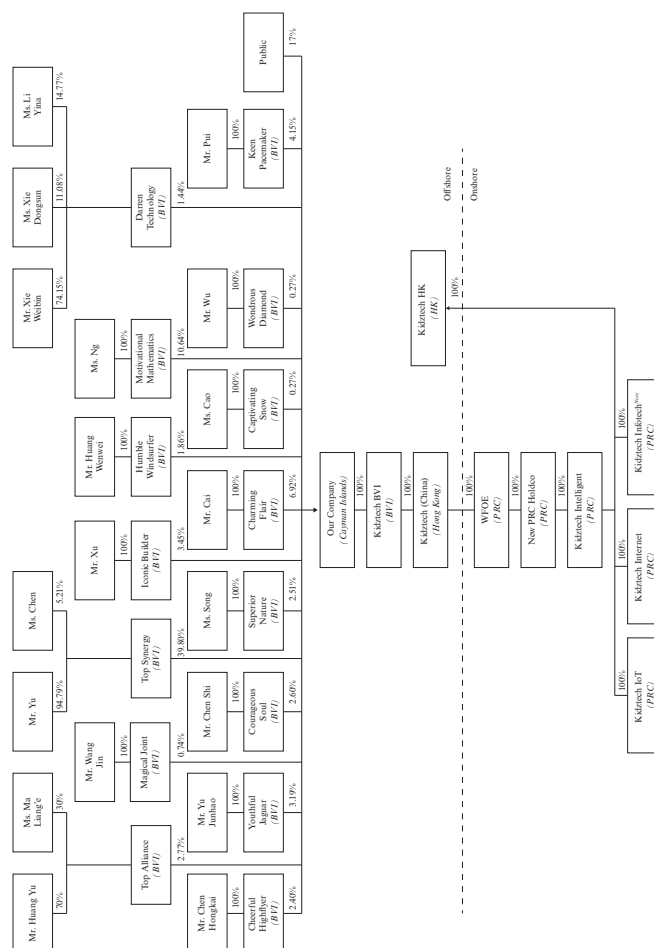 Mr. Huang Yu
Ms. Ma
Liang'e
Mr. Yu
Ms. Chen
Mr. Xie
Weibin
Ms. Xie
Dongsun
Ms. Li
Yina
70%
30%
94.79%
5.21%
74.15%
11.08%
14.77%
Mr. Wang
Jin
Mr. Xu
Mr. Huang
Wenwei
Ms. Ng
100%
100%
100%
100%
Top Alliance
(BVI)
Magical Joint
(BVI)
Top Synergy
(BVI)
Iconic Builder
(BVI)
Humble
Windsurfer
(BVI)
Motivational
Mathematics
(BVI)
Darren
Technology
(BVI)
2.77%
0.74%
39.80%
3.45%
1.86%
10.64%
1.44%
Mr. Chen
Hongkai
Mr. Yu
Junhao
Mr. Chen Shi
Ms. Song
Mr. Cai
Ms. Cao
Mr. Wu
Mr. Pui
100%
100%
100%
100%
100%
100%
100%
100%
Cheerful
Highflyer
(BVI)
Youthful
Jaguar
(BVI)
Courageous
Soul
(BVI)
Superior
Nature
(BVI)
Charming
Flair
(BVI)
Captivating
Snow
(BVI)
Wondrous
Diamond
(BVI)
Keen
Pacemaker
(BVI)
Public
2.40%
3.19%
2.60%
2.51%
6.92%
0.27%
0.27%
4.15%
17%
Our Company
(Cayman Islands)
100%
Kidztech BVI
(BVI)
100%
Kidztech (China)
(Hong Kong)
Kidztech HK
(HK)
Offshore
100%
100%
Onshore
WFOE
(PRC)
100%
New PRC Holdco
(PRC)
100%
Kidztech Intelligent
(PRC)
100%
100%
100%
Kidztech IoT
(PRC)
Kidztech Internet
(PRC)
Kidztech Infotech Note
(PRC)